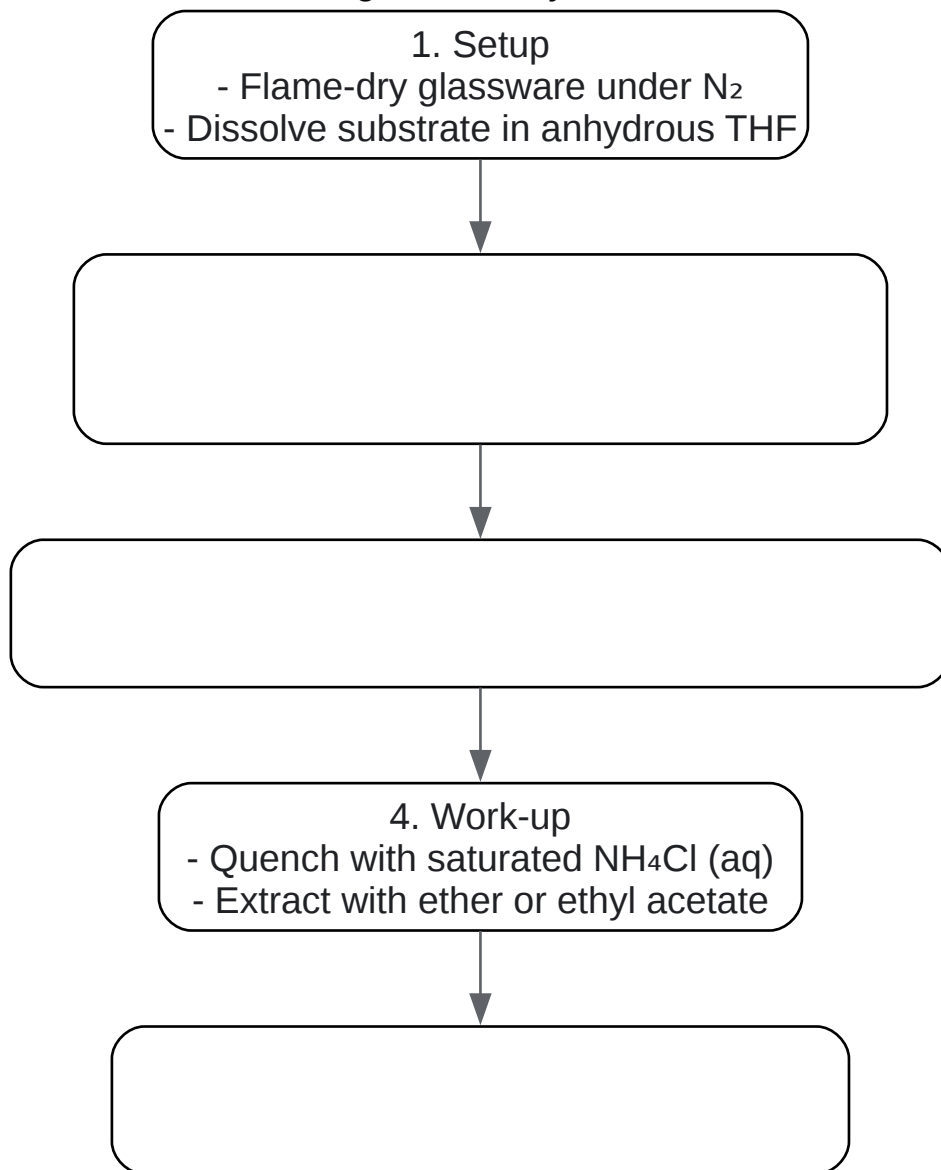 1. Setup
- Flame-dry glassware under N₂
- Dissolve substrate in anhydrous THF
4. Work-up
- Quench with saturated NH₄Cl (aq)
- Extract with ether or ethyl acetate